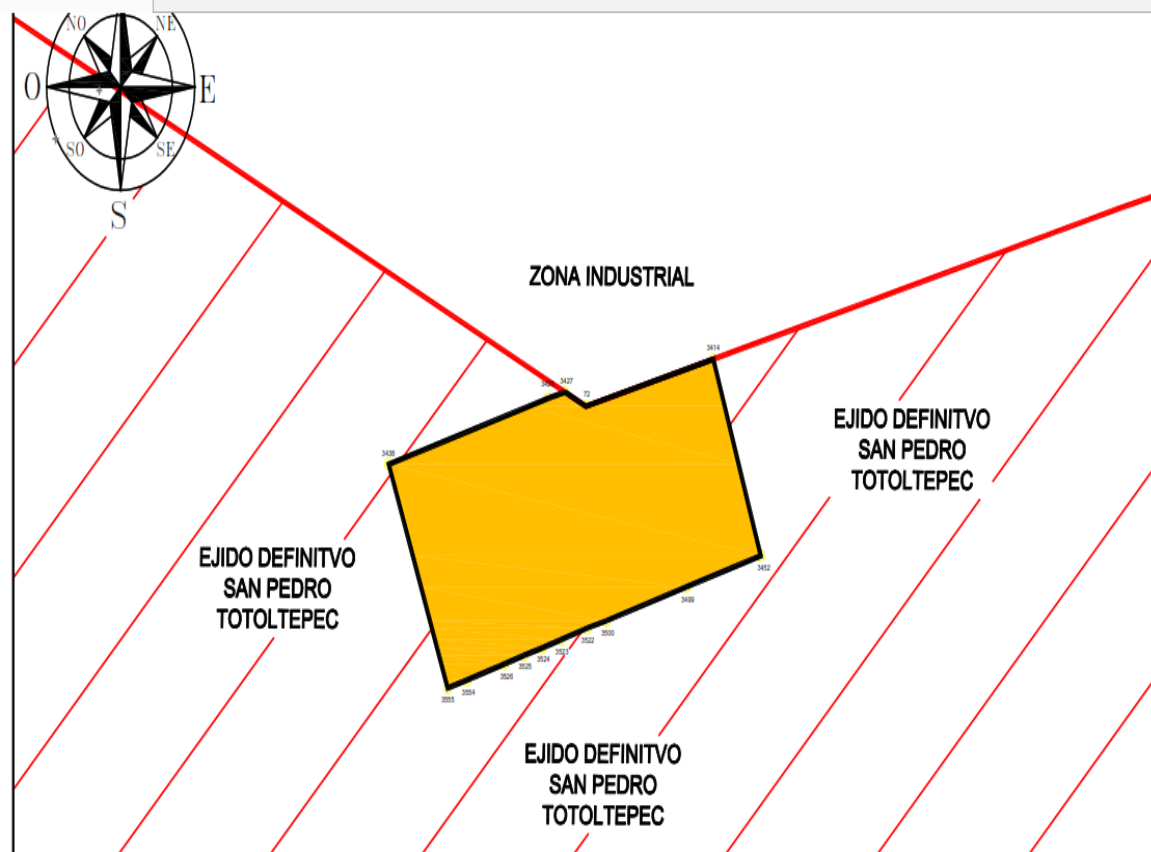 NO
NE
O
E
SO
SE
S
ZONA INDUSTRIAL
3414
3427
72
3438
EJIDO DEFINITVO
SAN PEDRO
TOTOLTEPEC
EJIDO DEFINITVO
SAN PEDRO
TOTOLTEPEC
3452
3499
3500
3522
3523
3524
3525
3526
3554
3555
EJIDO DEFINITVO
SAN PEDRO
TOTOLTEPEC